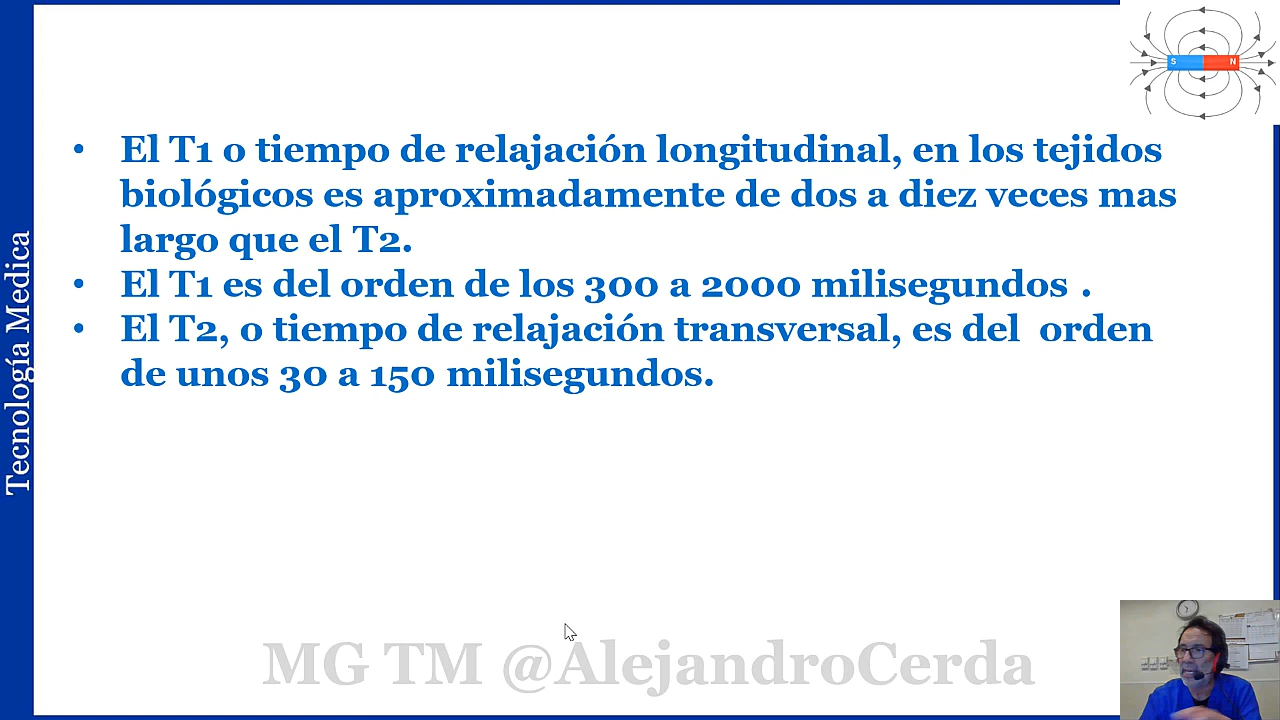 S N
• El T1 o tiempo de relajación longitudinal, en los tejidos
biológicos es aproximadamente de dos a diez veces mas
largo que el T2.
• El T1 es del orden de los 300 a 2000 milisegundos .
• El T2, o tiempo de relajación transversal, es del  orden
de unos 30 a 150 milisegundos.
Tecnología Medica
MG TM @AlejandroCerda